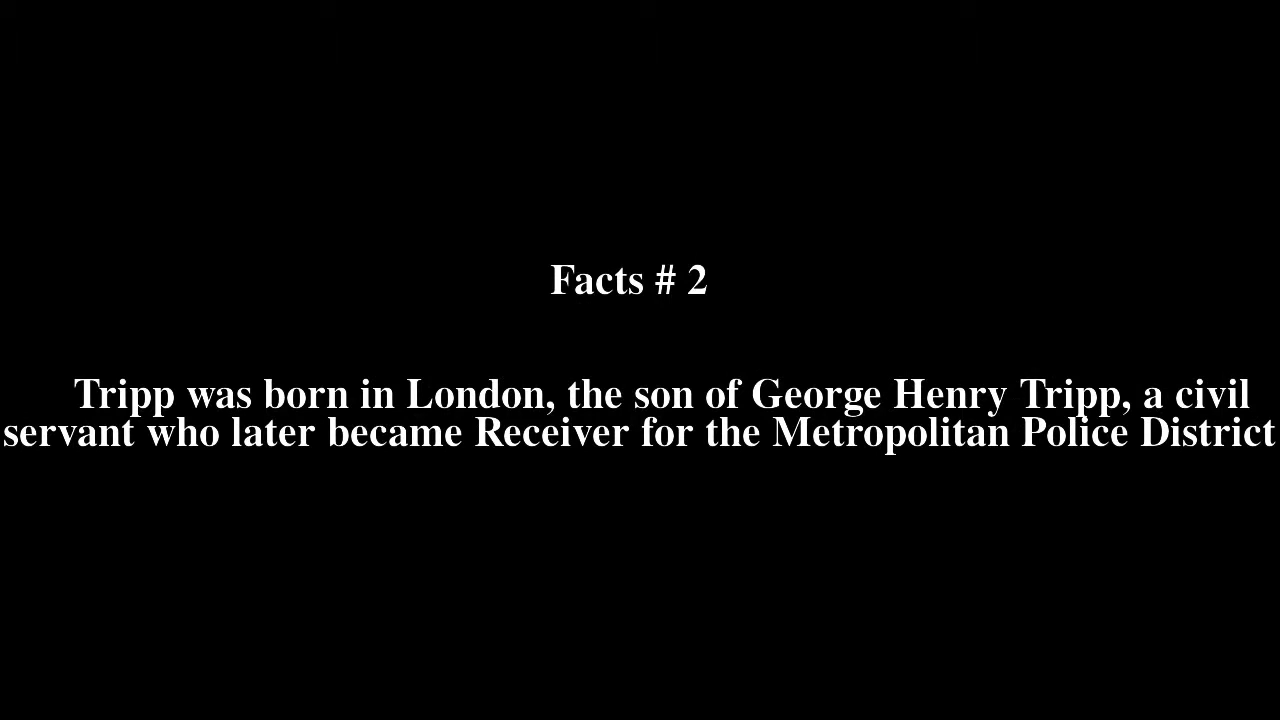 Facts # 2
Tripp was born in London, the son of George Henry Tripp, a civil
servant who later became Receiver for the Metropolitan Police District